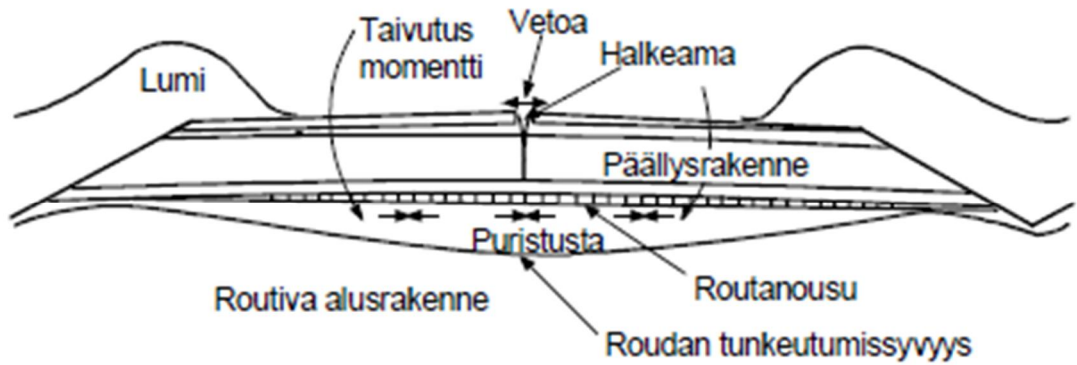 Taivutus
momentti
Vetoa
Halkeama
Lumi
Päällysrakenne
Puristusta
Routiva alusrakenne
Routanousu
Roudan tunkeutumissyvyys